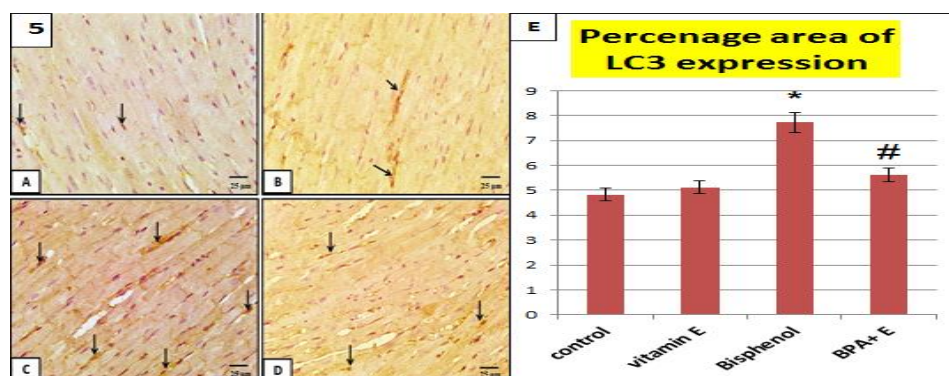 5
A
25 µm
B
25 µm
C
25 µm
D
25 µm
E
Percenage area of
LC3 expression
9
8
7
6
5
4
3
2
1
0
*
#
control
vitamin E
Bisphenol
BPA+ E